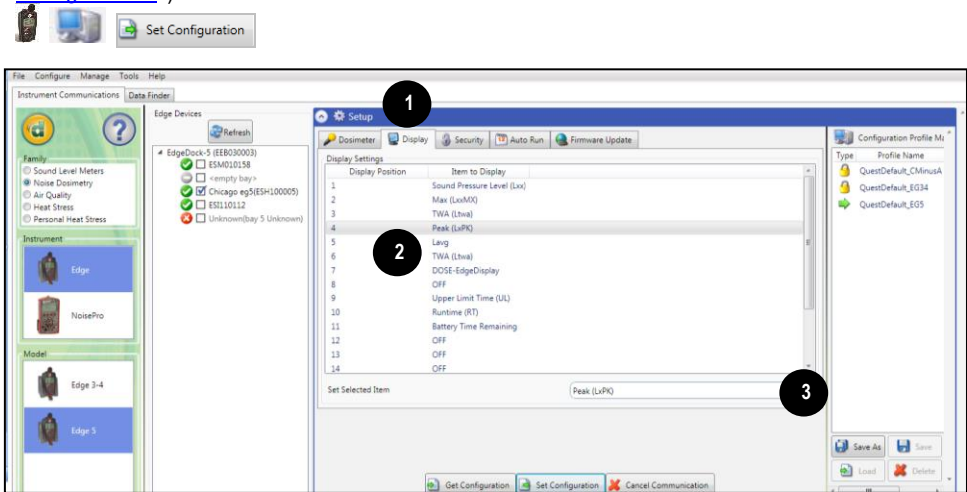 Set Configuration
File Configure Manage Tools Help
Instrument Communications Data Finder
1
Edge Devices
Refresh
EdgeDock-5 (EEB030003)
ESM010158
<empty bay>
Chicago eg5(ESH100005)
ESI110112
Unknown(bay 5 Unknown)
Family
Sound Level Meters
Noise Dosimetry
Air Quality
Heat Stress
Personal Heat Stress
Instrument
Edge
NoisePro
Model
Edge 3-4
Edge 5
Setup
Dosimeter Display Security Auto Run Firmware Update
Display Settings
Display Position Item to Display
1 Sound Pressure Level (Lxx)
2 Max (LxxMX)
3 TWA (Ltwa)
4 Peak (LxPK)
5 Lavg
6 TWA (Ltwa)
7 DOSE-EdgeDisplay
8 OFF
9 Upper Limit Time (UL)
10 Runtime (RT)
11 Battery Time Remaining
12 OFF
13 OFF
14 OFF
2
Set Selected Item Peak (LxPK)
3
Get Configuration Set Configuration Cancel Communication
Configuration Profile Ma
Type Profile Name
QuestDefault_CMinusA
QuestDefault_EG34
QuestDefault_EG5
Save As Save
Load Delete